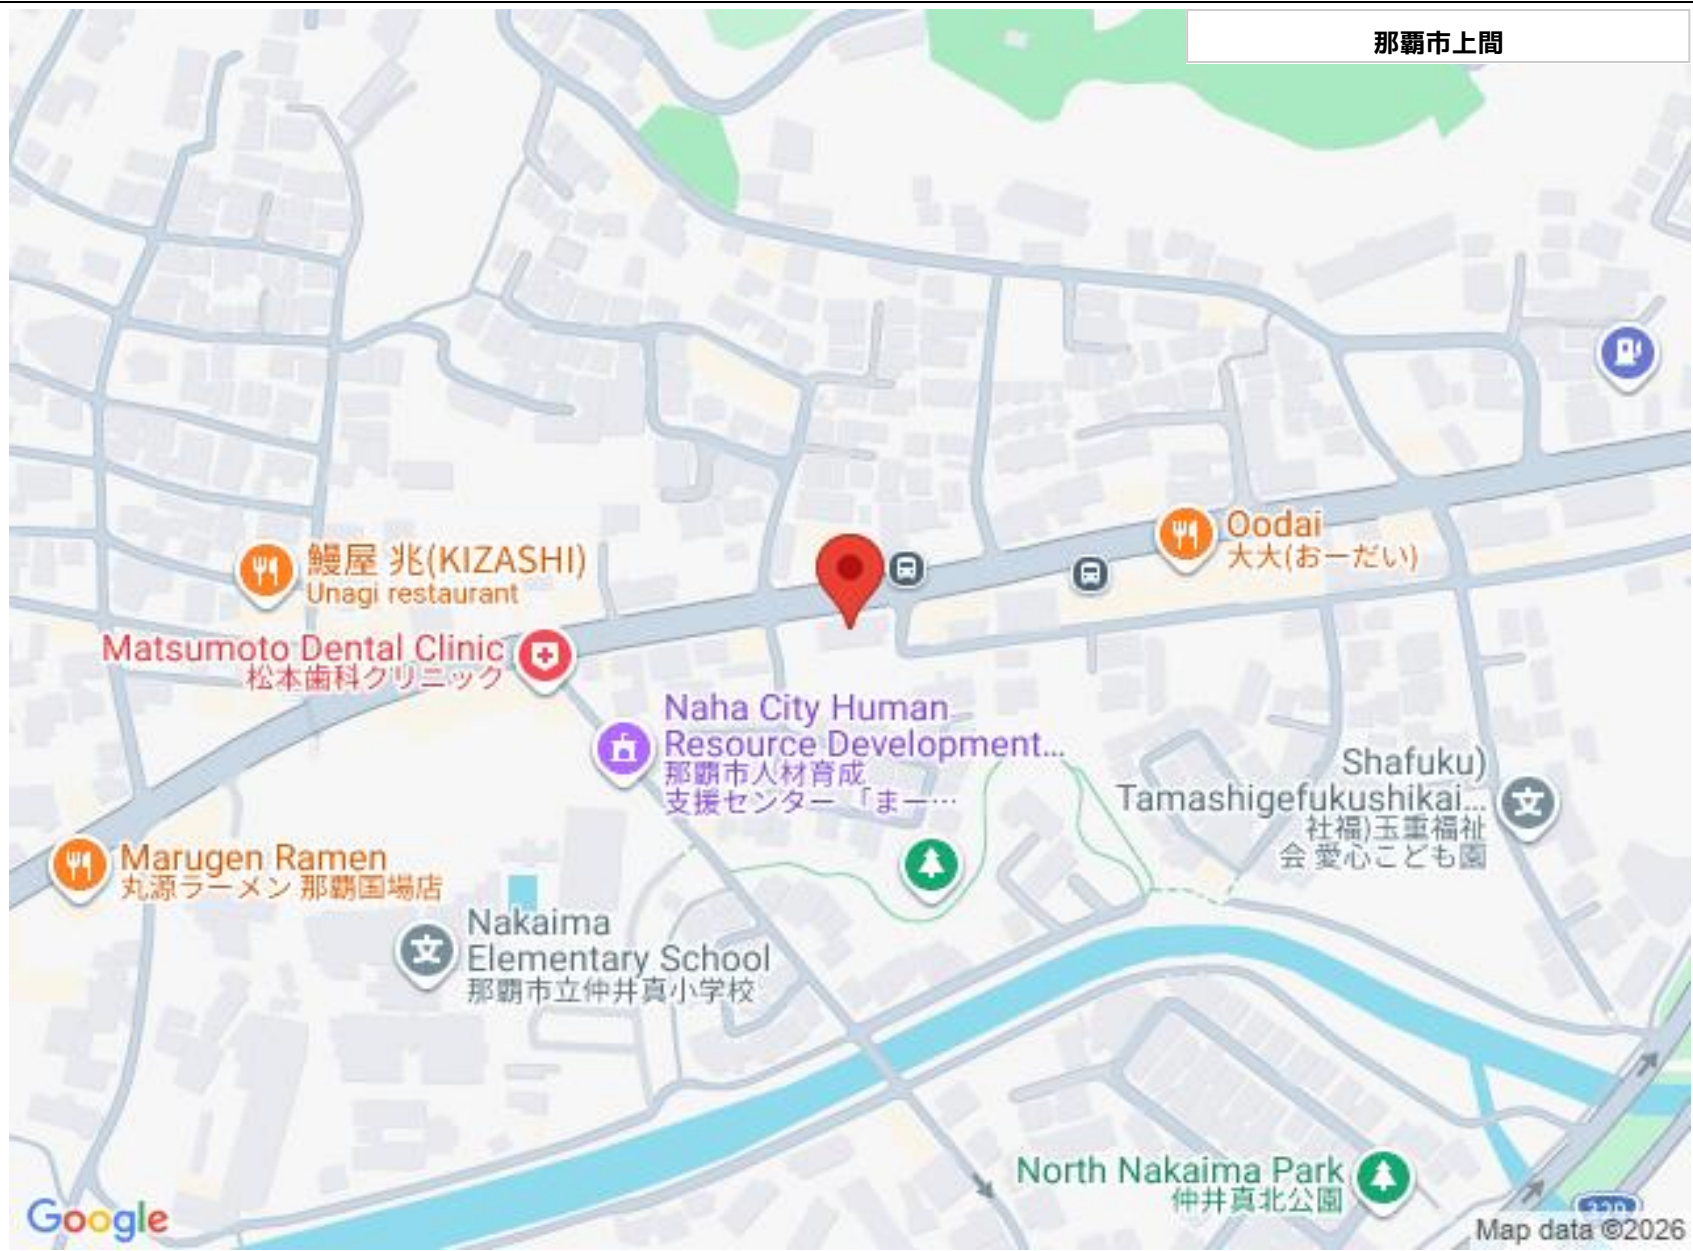 那覇市上間
Oodai
大大(おーだい)
鰻屋 兆(KIZASHI)
Unagi restaurant
Matsumoto Dental Clinic
松本歯科クリニック
Naha City Human
Resource Development...
那覇市人材育成
支援センター 「まー…
Shafuku)
Tamashigefukushikai...
社福)玉重福祉
会 愛心こども園
Marugen Ramen
丸源ラーメン 那覇国場店
Nakaima
Elementary School
那覇市立仲井真小学校
North Nakaima Park
仲井真北公園
Google
Map data ©2026